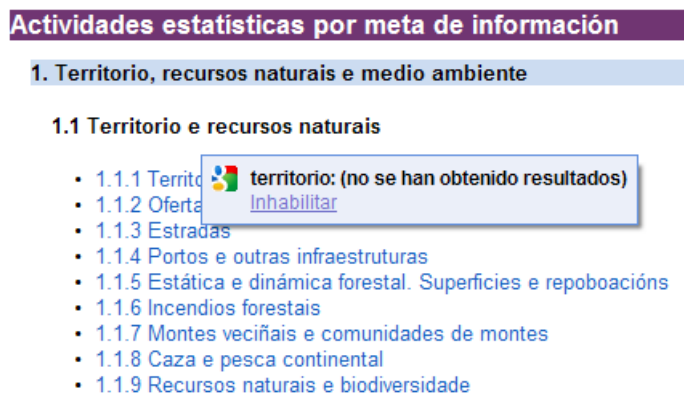 Actividades estatísticas por meta de información
1. Territorio, recursos naturais e medio ambiente
1.1 Territorio e recursos naturais
• 1.1.1
territorio: (no se han obtenido resultados)
Inhabilitar
• 1.1.2
• 1.1.3 Estradas
• 1.1.4 Portos e outras infraestruturas
• 1.1.5 Estática e dinámica forestal. Superficies e repoboacións
• 1.1.6 Incendios forestais
• 1.1.7 Montes veciñais e comunidades de montes
• 1.1.8 Caza e pesca continental
• 1.1.9 Recursos naturais e biodiversidade